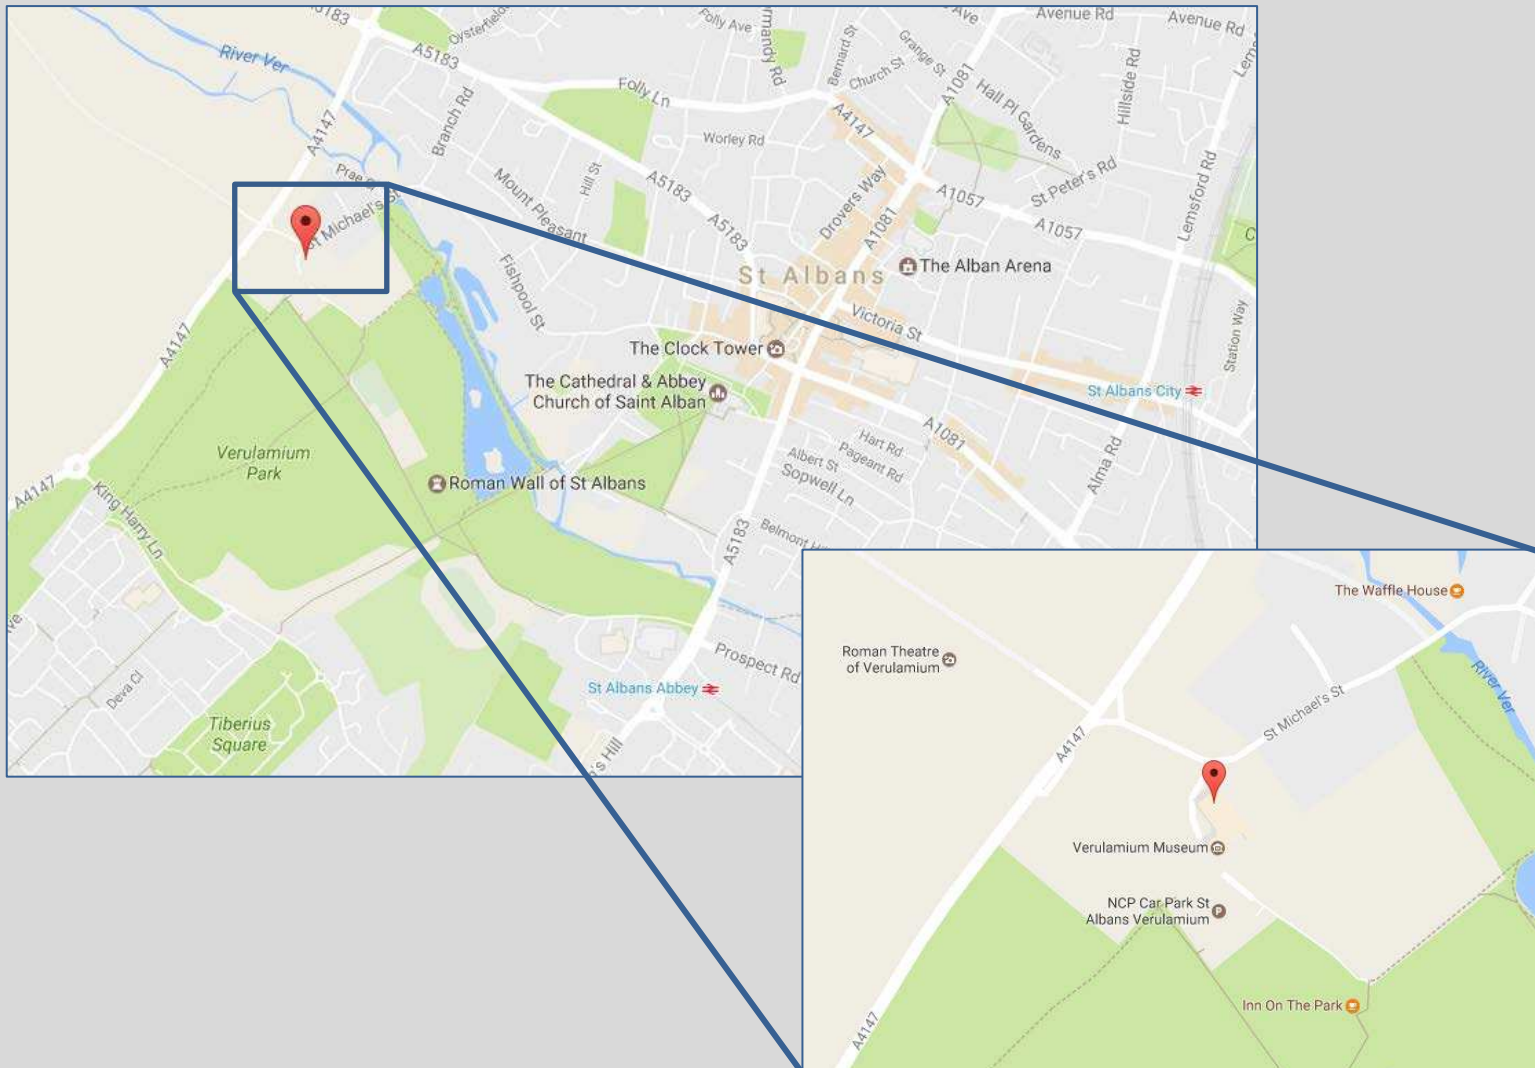 A5183
Oysterfield
Folly Ave
Normandy Rd
Bernard St
Ave
Avenue Rd
Avenue Rd
River Ver
A5183
Grange St
Church St
A1081
Hillside Rd
Folly Ln
A4147
Hall Pl Gardens
A4147
Branch Rd
Worley Rd
Prae
St Michael's St
Mount Pleasant
Hill St
A5183
A5183
Drovers Way
A1081
A1057
St Peter's Rd
A1057
Lemsford Rd
St Albans
The Alban Arena
Fishpool St
Victoria St
Station Way
A4147
The Clock Tower
The Cathedral & Abbey
Church of Saint Alban
St Albans City
A1081
Hart Rd
Pageant Rd
Albert St
Sopwell Ln
Alma Rd
Verulamium
Park
Roman Wall of St Albans
A4147
King Harry Ln
A5183
Belmont
Prospect Rd
St Albans Abbey
Deva Cl
Tiberius
Square
's Hill
The Waffle House
Roman Theatre
of Verulamium
River Ver
St Michael's St
A4147
Verulamium Museum
NCP Car Park St
Albans Verulamium
Inn On The Park
A4147